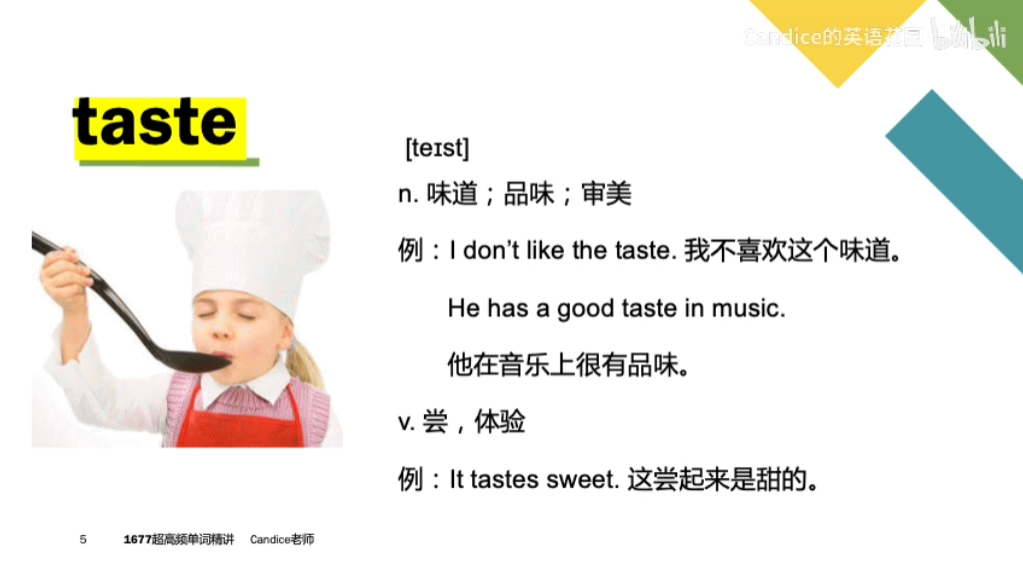 Candice的英语花园 bilibili
taste
[teɪst]
n. 味道；品味；审美
例：I don’t like the taste. 我不喜欢这个味道。
He has a good taste in music.
他在音乐上很有品味。
v. 尝，体验
例：It tastes sweet. 这尝起来是甜的。
5 1677超高频单词精讲 Candice老师